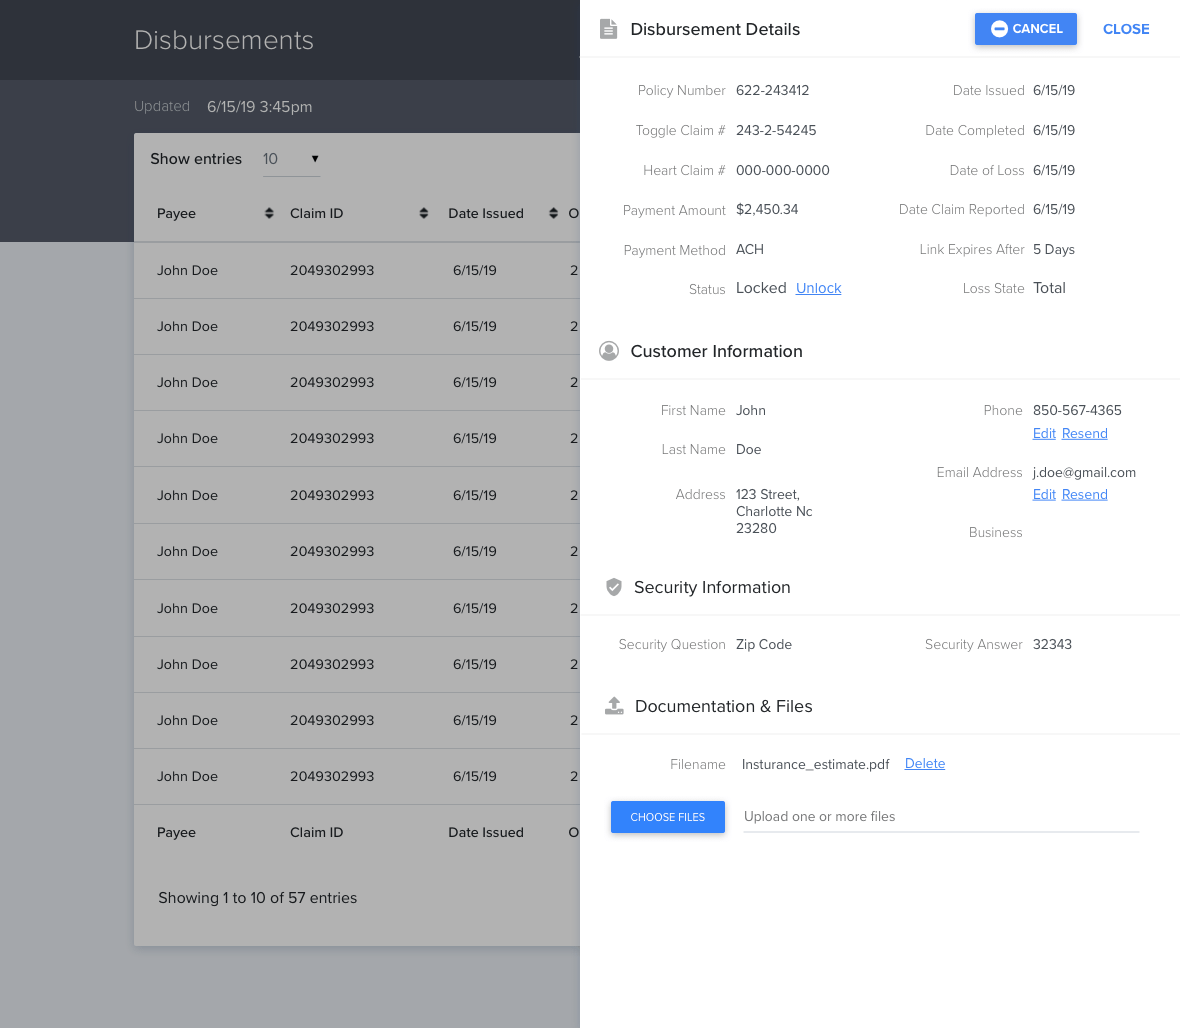 Disbursements
Updated 6/15/19 3:45pm
Show entries 10
Payee Claim ID Date Issued O
John Doe 2049302993 6/15/19 2
John Doe 2049302993 6/15/19 2
John Doe 2049302993 6/15/19 2
John Doe 2049302993 6/15/19 2
John Doe 2049302993 6/15/19 2
John Doe 2049302993 6/15/19 2
John Doe 2049302993 6/15/19 2
John Doe 2049302993 6/15/19 2
John Doe 2049302993 6/15/19 2
John Doe 2049302993 6/15/19 2
Payee Claim ID Date Issued O
Showing 1 to 10 of 57 entries
Disbursement Details CANCEL CLOSE
Policy Number 622-243412 Date Issued 6/15/19
Toggle Claim # 243-2-54245 Date Completed 6/15/19
Heart Claim # 000-000-0000 Date of Loss 6/15/19
Payment Amount $2,450.34 Date Claim Reported 6/15/19
Payment Method ACH Link Expires After 5 Days
Status Locked Unlock Loss State Total
Customer Information
First Name John Phone 850-567-4365
Edit Resend
Last Name Doe
Email Address j.doe@gmail.com
Address 123 Street, Edit Resend
Charlotte Nc
23280
Business
Security Information
Security Question Zip Code Security Answer 32343
Documentation & Files
Filename Insturance_estimate.pdf Delete
CHOOSE FILES Upload one or more files